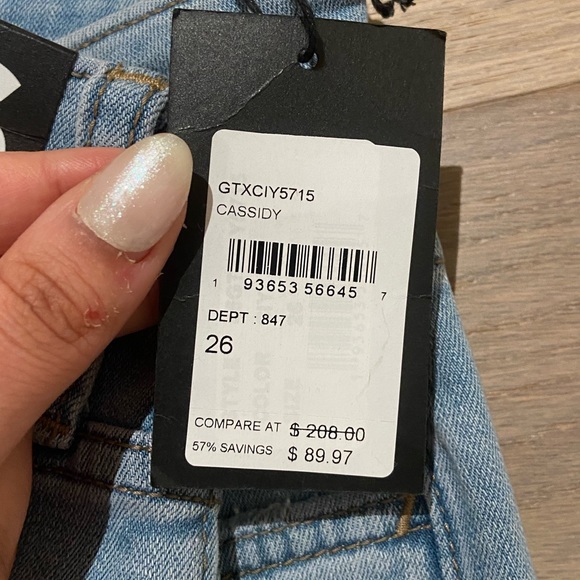 GTXCIY5715
CASSIDY
1 93653 56645 7
DEPT : 847
26
COMPARE AT $ 208.00
57% SAVINGS $ 89.97